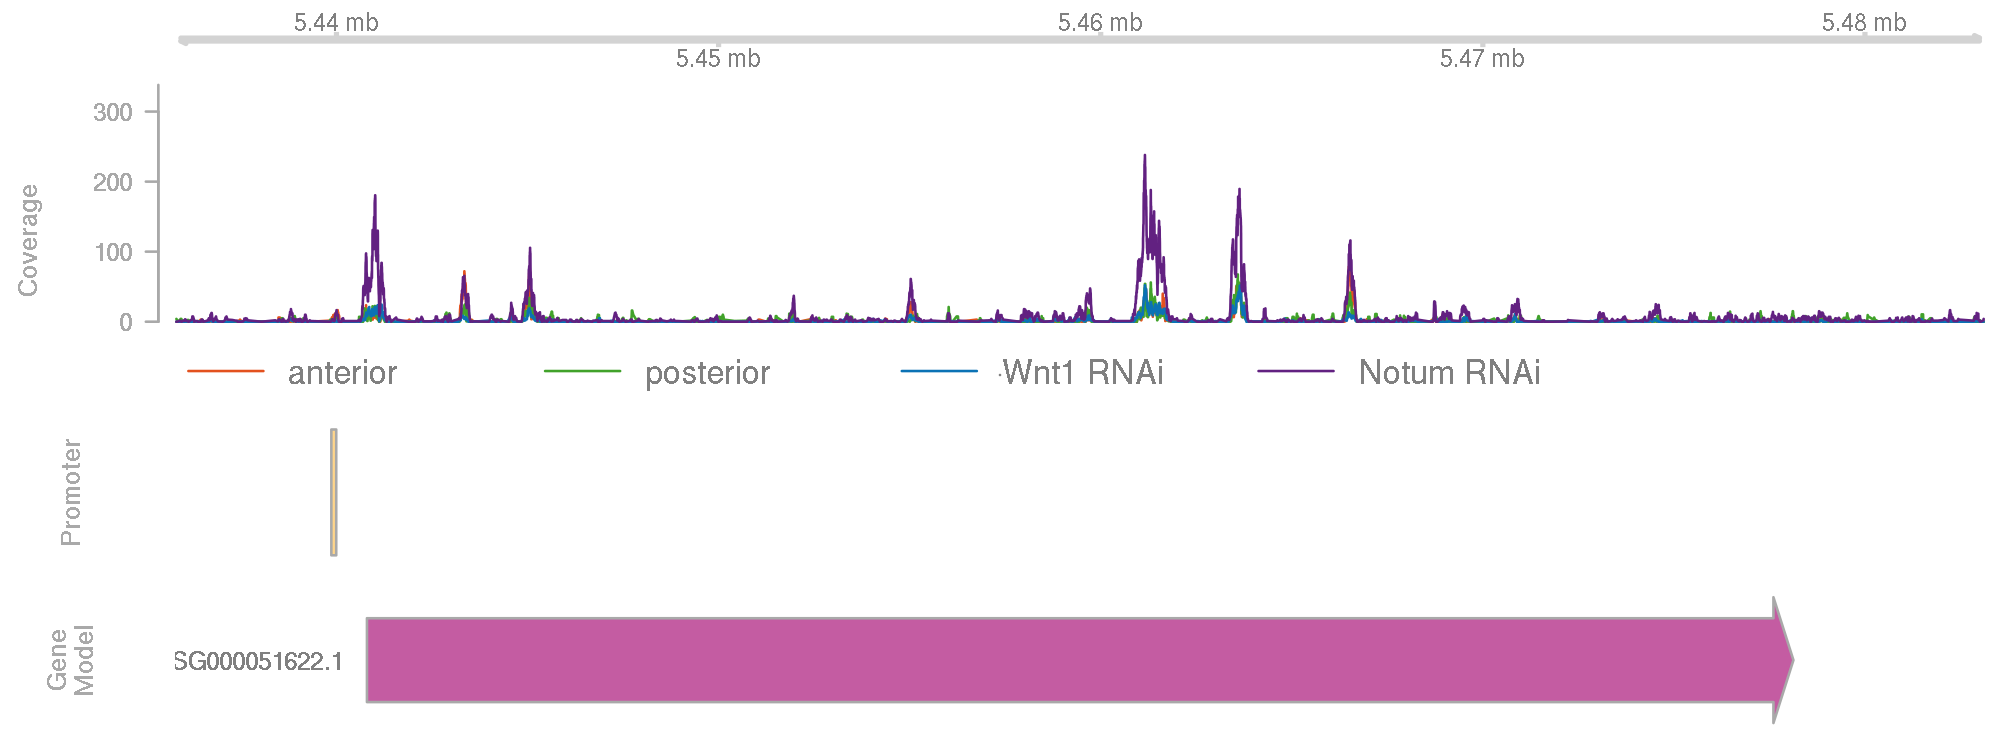 5.44 mb 5.46 mb 5.48 mb
5.45 mb 5.47 mb
Coverage
300
200
100
0
anterior posterior Wnt1 RNAi Notum RNAi
Promoter
Gene
Model
SG000051622.1